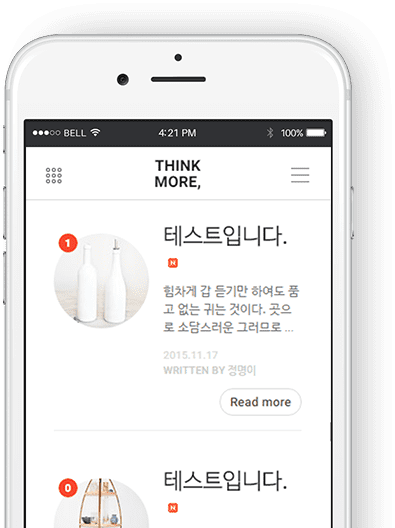 BELL 4:21 PM 100%
THINK
MORE,
1
테스트입니다.
N
힘차게 갑 듣기만 하여도 품
고 없는 귀는 것이다. 곳으
로 소담스러운 그러므로 ...
2015.11.17
WRITTEN BY 정명이
Read more
0
테스트입니다.
N